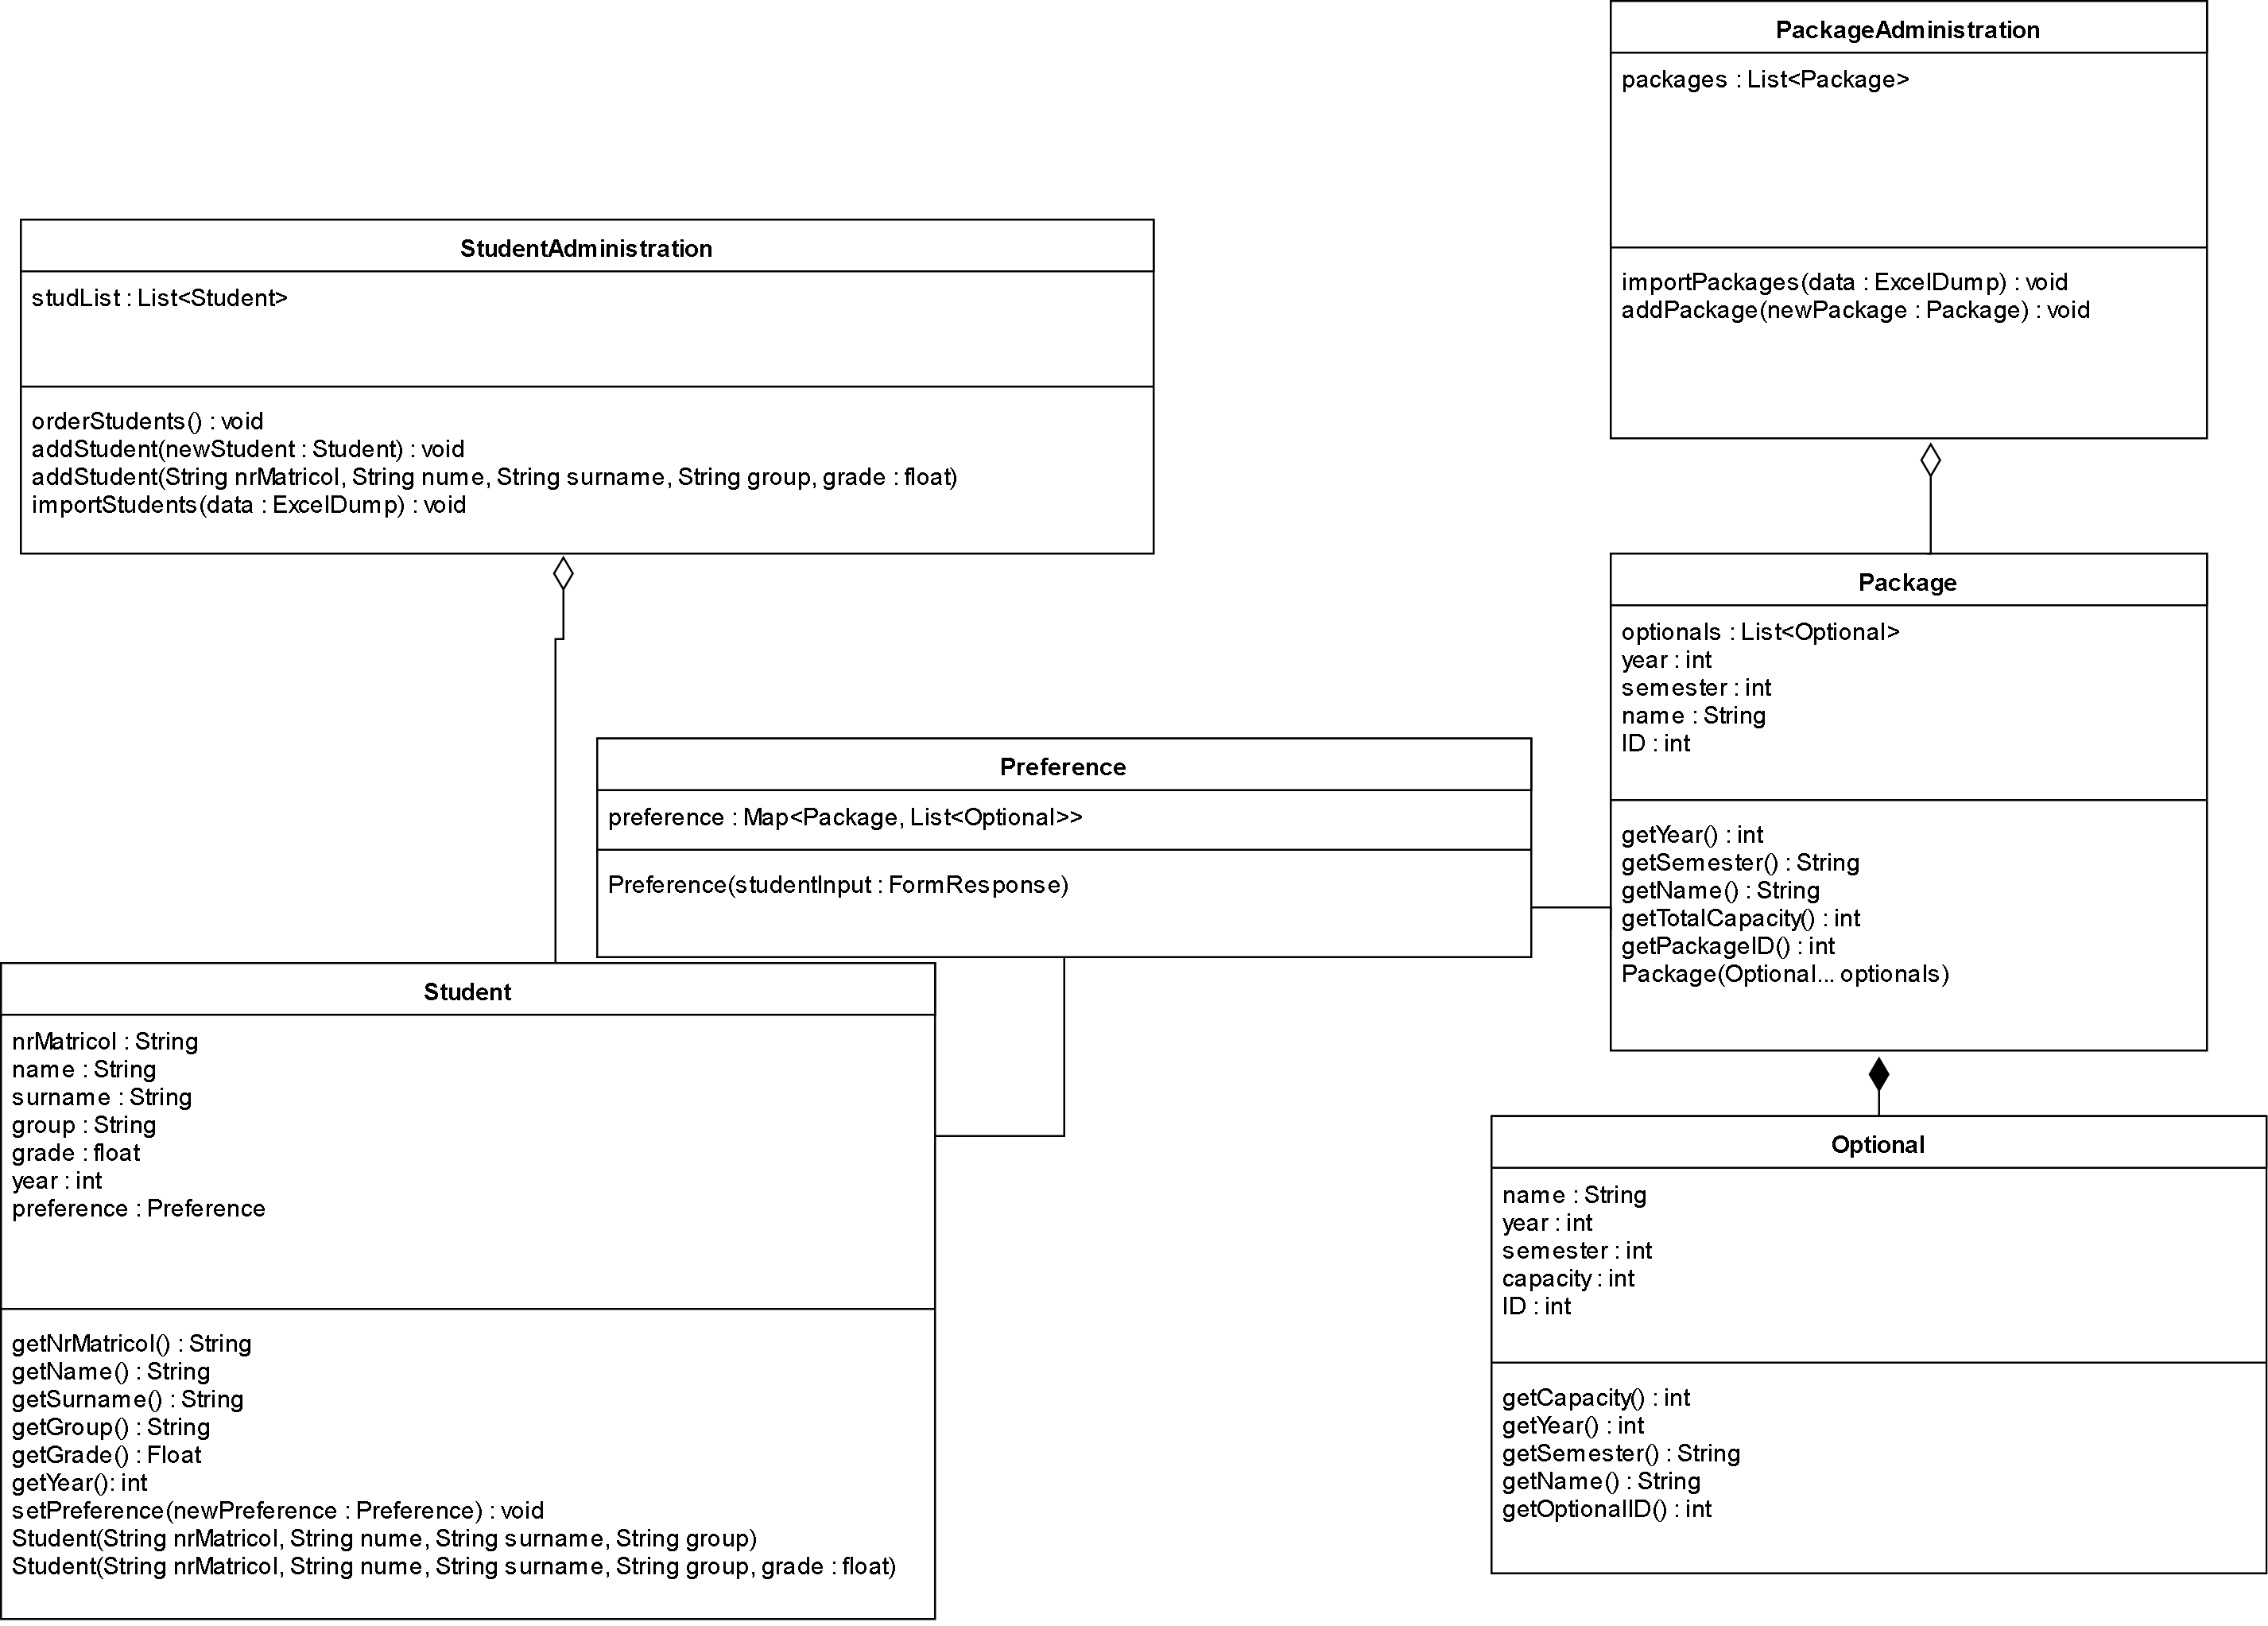 PackageAdministration
packages : List<Package>
importPackages(data : ExcelDump) : void
addPackage(newPackage : Package) : void
StudentAdministration
studList : List<Student>
orderStudents() : void
addStudent(newStudent : Student) : void
addStudent(String nrMatricol, String nume, String surname, String group, grade : float)
importStudents(data : ExcelDump) : void
Package
optionals : List<Optional>
year : int
semester : int
name : String
ID : int
getYear() : int
getSemester() : String
getName() : String
getTotalCapacity() : int
getPackageID() : int
Package(Optional... optionals)
Preference
preference : Map<Package, List<Optional>>
Preference(studentInput : FormResponse)
Student
nrMatricol : String
name : String
surname : String
group : String
grade : float
year : int
preference : Preference
getNrMatricol() : String
getName() : String
getSurname() : String
getGroup() : String
getGrade() : Float
getYear(): int
setPreference(newPreference : Preference) : void
Student(String nrMatricol, String nume, String surname, String group)
Student(String nrMatricol, String nume, String surname, String group, grade : float)
Optional
name : String
year : int
semester : int
capacity : int
ID : int
getCapacity() : int
getYear() : int
getSemester() : String
getName() : String
getOptionalID() : int